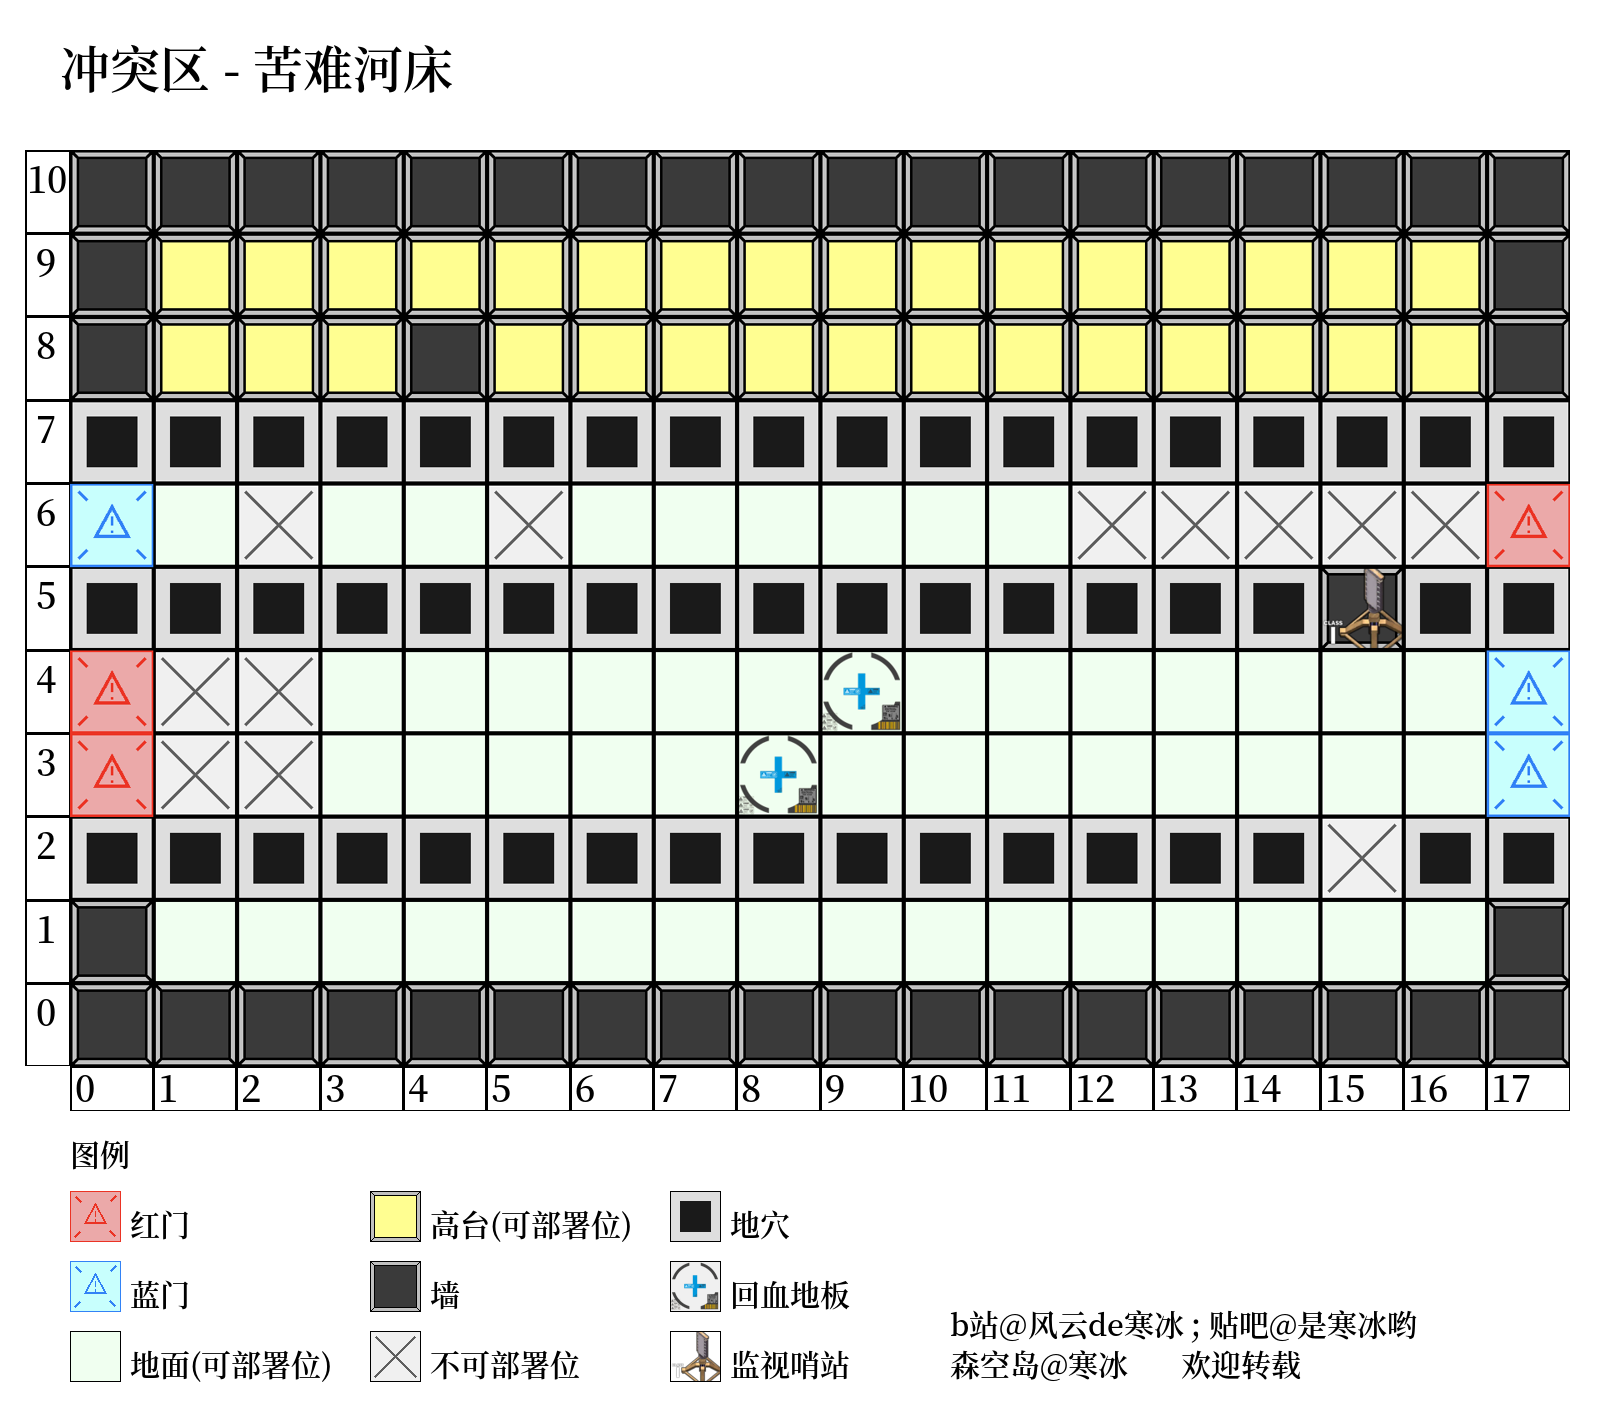 冲突区 - 苦难河床
10
9
8
7
6
5
CLASS
4
3
2
1
0
0 1 2 3 4 5 6 7 8 9 10 11 12 13 14 15 16 17
图例
红门 高台(可部署位) 地穴
蓝门 墙 回血地板
地面(可部署位) 不可部署位 监视哨站
b站@风云de寒冰 ; 贴吧@是寒冰哟
森空岛@寒冰 欢迎转载